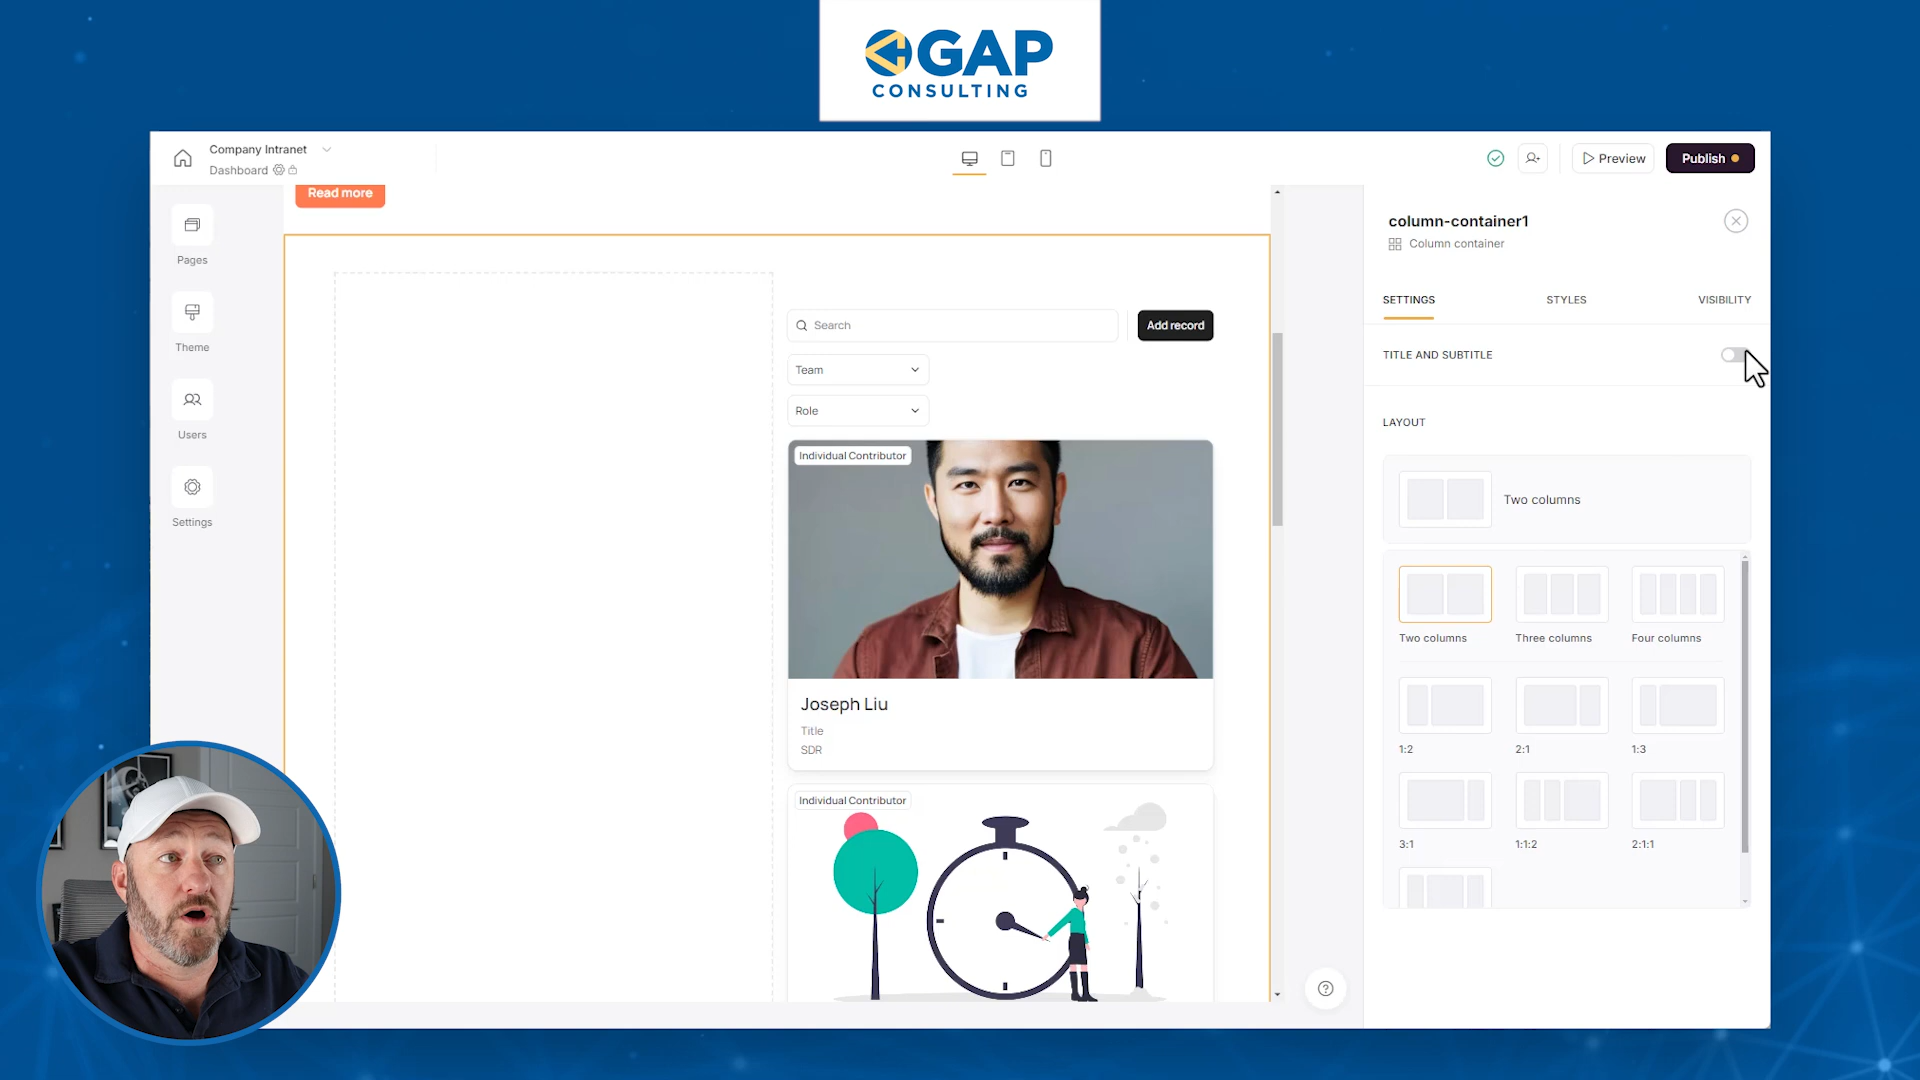 GAP
CONSULTING
Company Intranet
Dashboard
Preview
Publish
Pages
Theme
Users
Settings
Read more
Search
Add record
Team
Role
Individual Contributor
Joseph Liu
Title
SDR
Individual Contributor
column-container1
Column container
SETTINGS
STYLES
VISIBILITY
TITLE AND SUBTITLE
LAYOUT
Two columns
Two columns
Three columns
Four columns
1:2
2:1
1:3
3:1
1:1:2
2:1:1